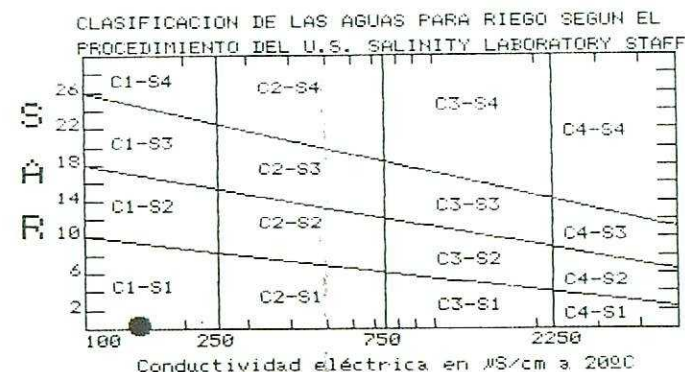 CLASIFICACION DE LAS AGUAS PARA RIEGO SEGUN EL
PROCEDIMIENTO DEL U.S. SALINITY LABORATORY STAFF
SAR
26
22
18
14
10
6
2
C1-S4 C2-S4 C3-S4 C4-S4
C1-S3 C2-S3 C3-S3 C4-S3
C1-S2 C2-S2 C3-S2 C4-S2
C1-S1 C2-S1 C3-S1 C4-S1
100 250 750 2250
Conductividad eléctrica en µS/cm a 20ºC